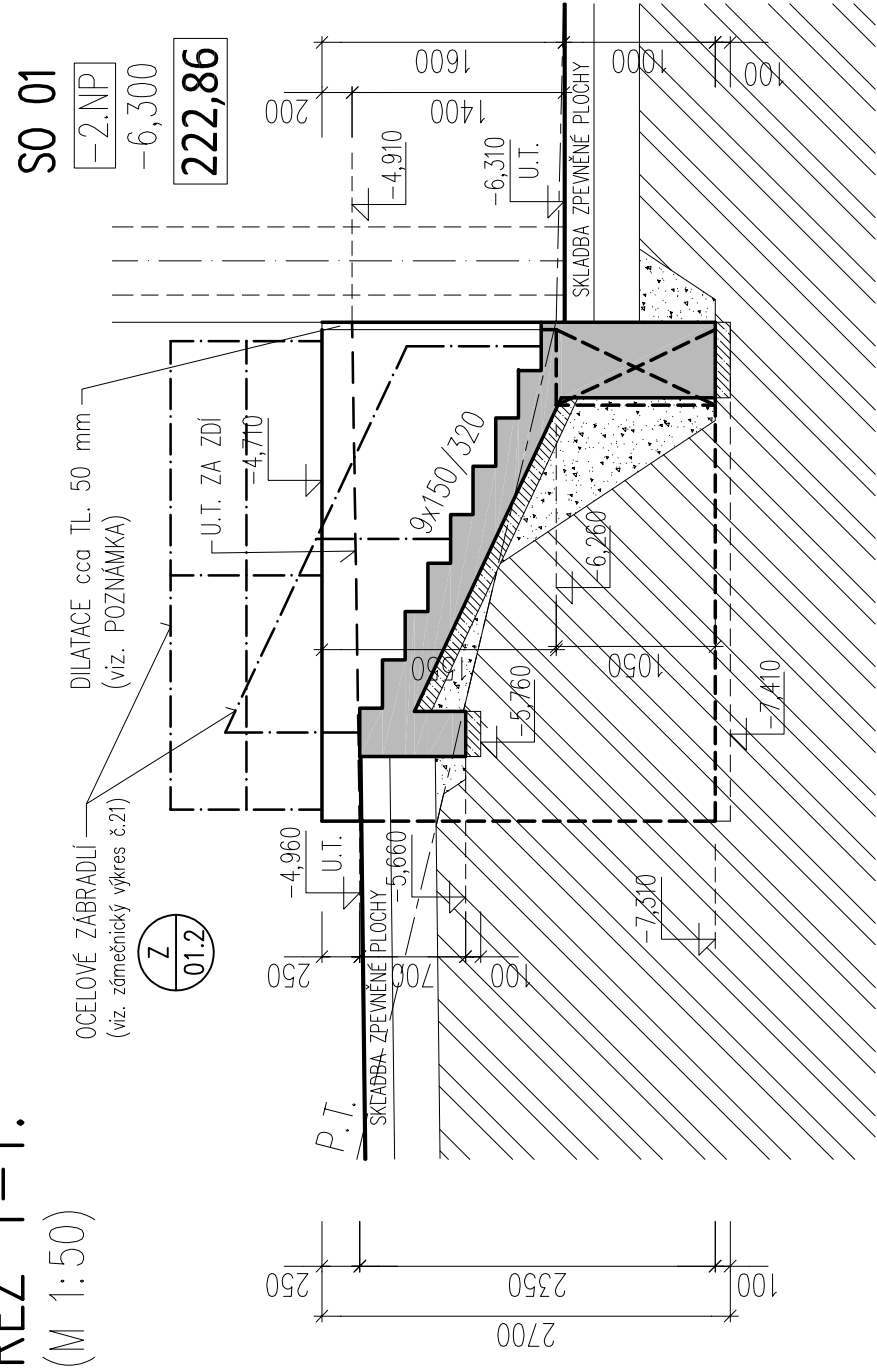 ŘEZ 1-1:
(M 1:50)
SO 01
-2.NP
-6,300
222,86
OCELOVÉ ZÁBRADLÍ
(viz. zámečnický výkres č.21)
Z
01.2
DILATACE cca TL. 50 mm
(viz. POZNÁMKA)
U.T. ZA ZDÍ
-4,710
-4,910
-6,310
U.T.
SKLADBA ZPEVNĚNÉ PLOCHY
9x150/320
-4,960
U.T.
-5,660
-5,760
-6,260
-7,310
-7,410
P.T.
SKLADBA ZPEVNĚNÉ PLOCHY
200
1400
1600
1000
100
1550
1050
250
700
100
250
2350
100
2700